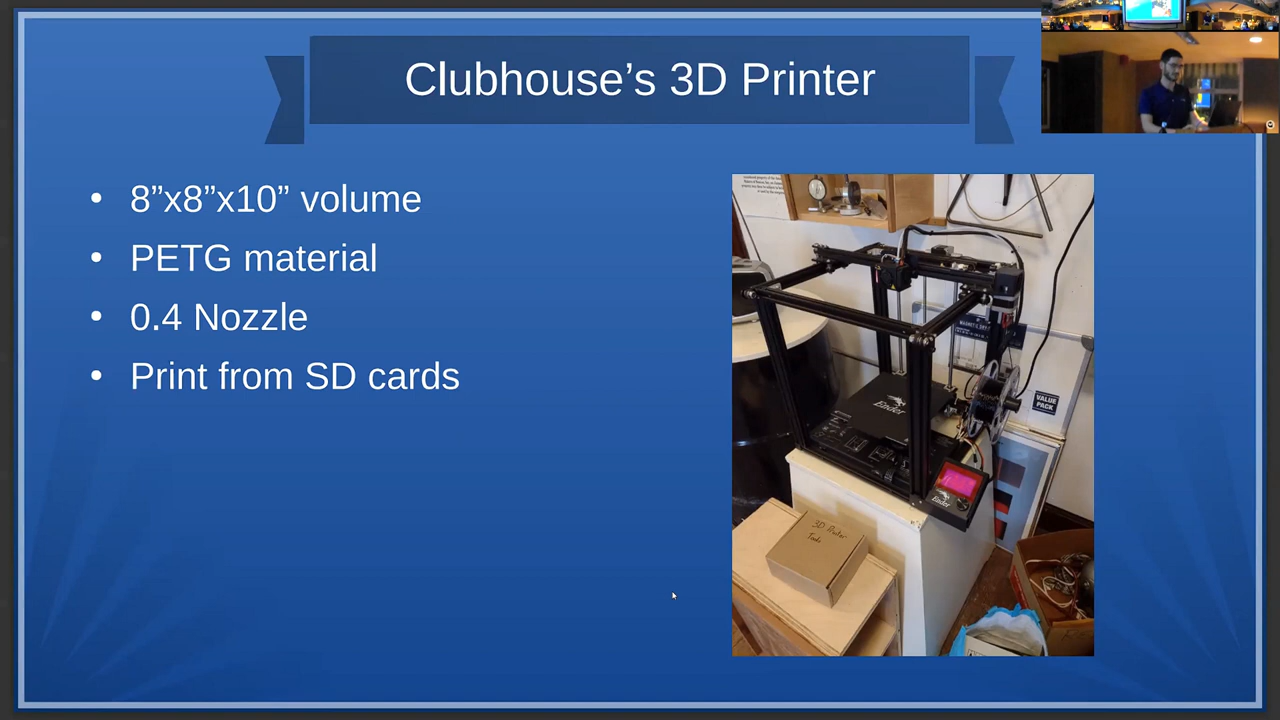 Clubhouse’s 3D Printer
• 8”x8”x10” volume
• PETG material
• 0.4 Nozzle
• Print from SD cards
VALUE
PACK
Ender
Ender
3D Printer
Tools